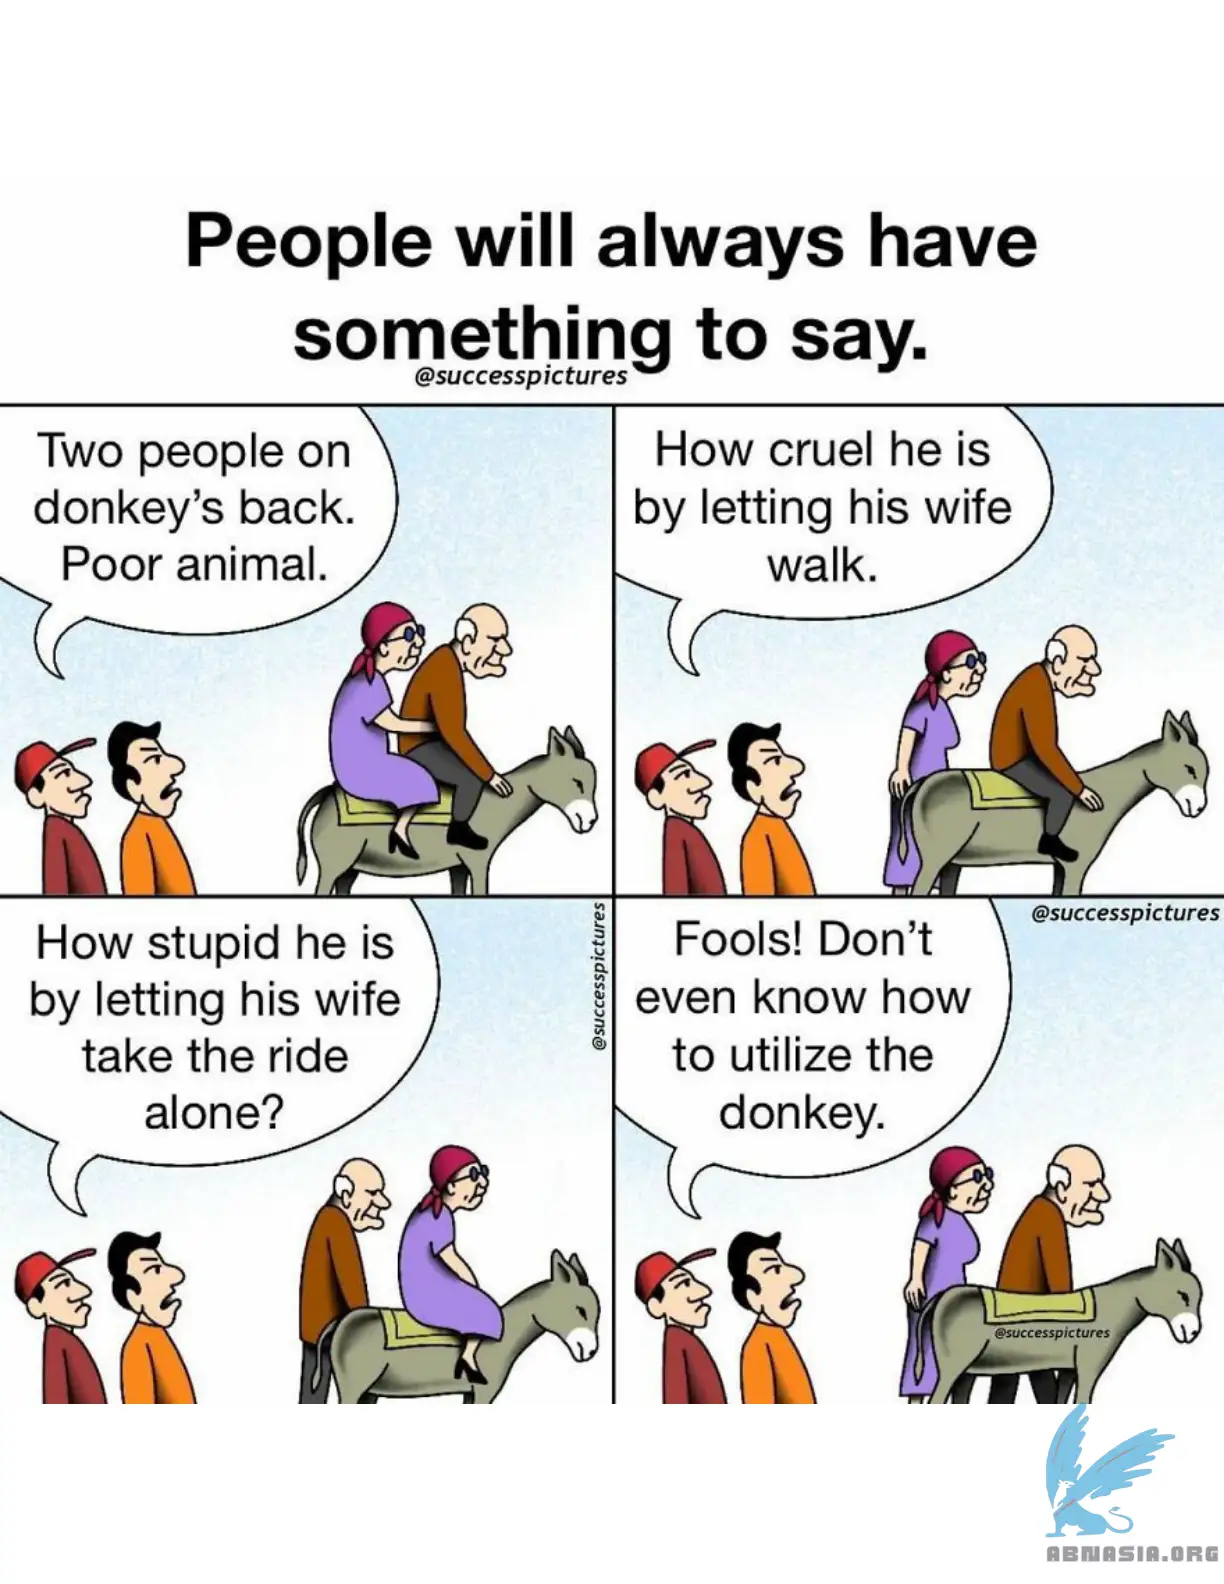 People will always have
something to say.
@successpictures
Two people on
donkey's back.
Poor animal.
How cruel he is
by letting his wife
walk.
How stupid he is
by letting his wife
take the ride
alone?
@successpictures
Fools! Don't
even know how
to utilize the
donkey.
@successpictures
@successpictures
ABNASIA.ORG